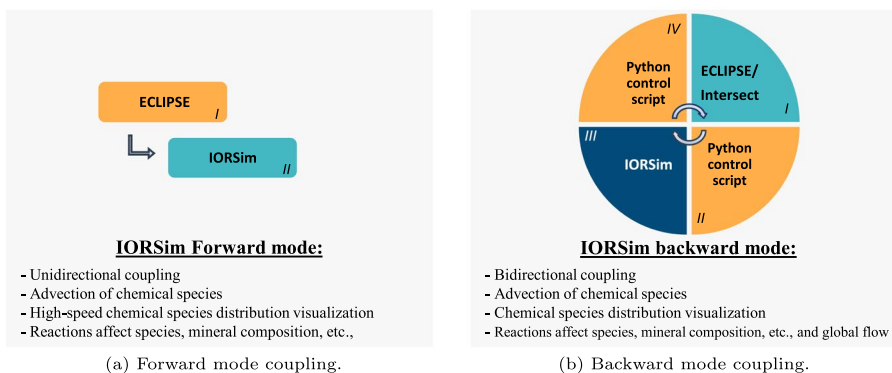 ECLIPSE
I
IORSim
II
IORSim Forward mode:
- Unidirectional coupling
- Advection of chemical species
- High-speed chemical species distribution visualization
- Reactions affect species, mineral composition, etc.,
(a) Forward mode coupling.
IV
Python
control
script
ECLIPSE/
Intersect
I
III
IORSim
Python
control
script
II
IORSim backward mode:
- Bidirectional coupling
- Advection of chemical species
- Chemical species distribution visualization
- Reactions affect species, mineral composition, etc., and global flow
(b) Backward mode coupling.